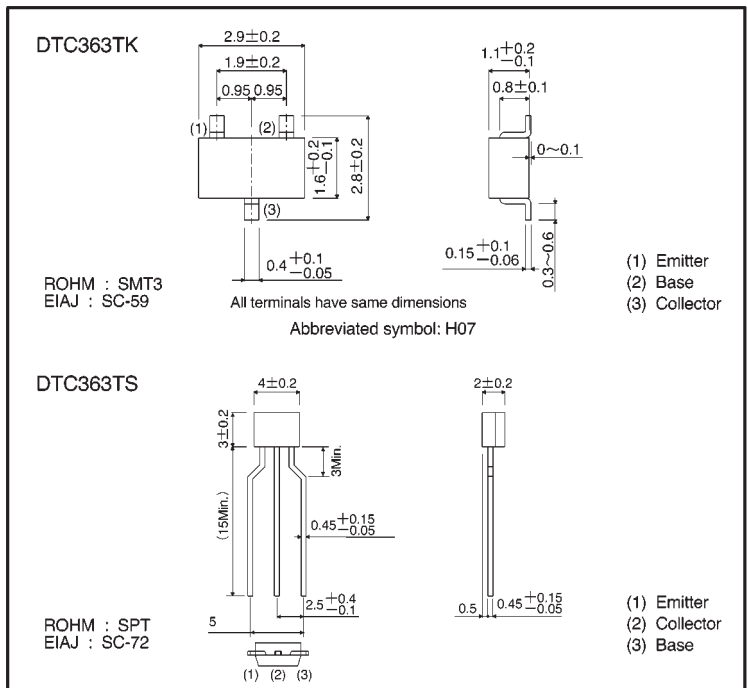 DTC363TK
2.9±0.2
1.9±0.2
0.95 0.95
(1) (2)
(3)
1.6 +0.2 −0.1
2.8±0.2
0.4 +0.1 −0.05
1.1 +0.2 −0.1
0.8±0.1
0～0.1
0.15 +0.1 −0.06
0.3～0.6
ROHM : SMT3
EIAJ : SC-59
All terminals have same dimensions
Abbreviated symbol: H07
(1) Emitter
(2) Base
(3) Collector
DTC363TS
4±0.2
3±0.2
(15Min.)
3Min.
0.45 +0.15 −0.05
2.5 +0.4 −0.1
5
(1) (2) (3)
2±0.2
0.5
0.45 +0.15 −0.05
ROHM : SPT
EIAJ : SC-72
(1) Emitter
(2) Collector
(3) Base